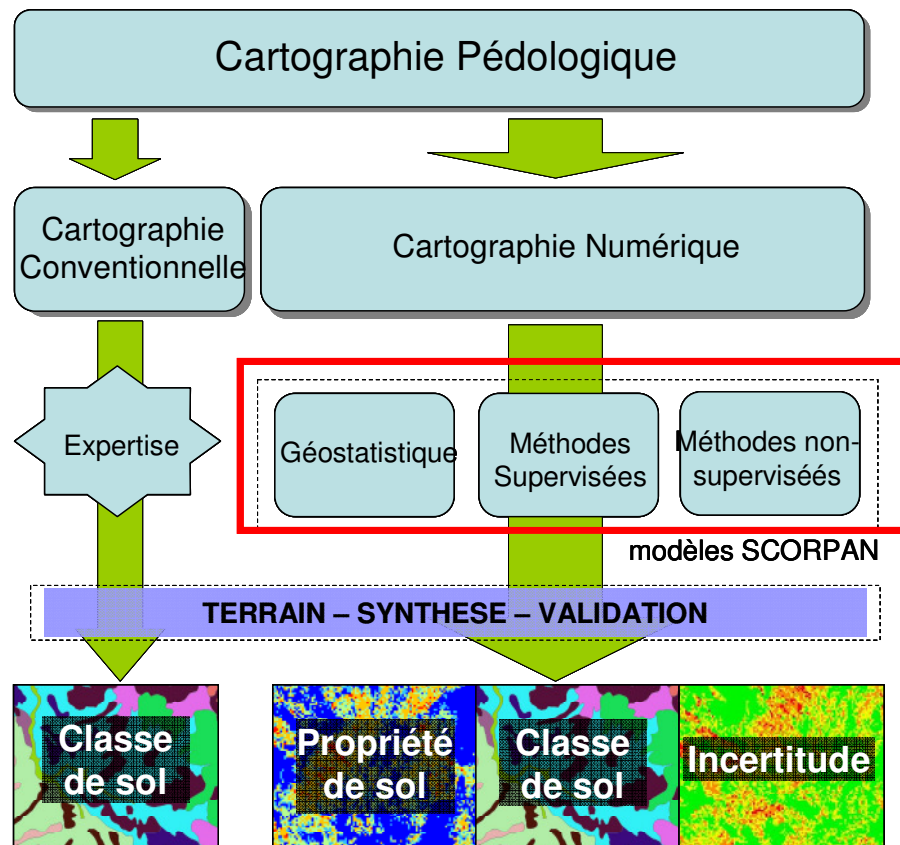 Cartographie Pédologique
Cartographie
Conventionnelle
Cartographie Numérique
Expertise
Géostatistique
Méthodes
Supervisées
Méthodes non-
superviséés
modèles SCORPAN
TERRAIN – SYNTHESE – VALIDATION
Classe
de sol
Propriété
de sol
Classe
de sol
Incertitude